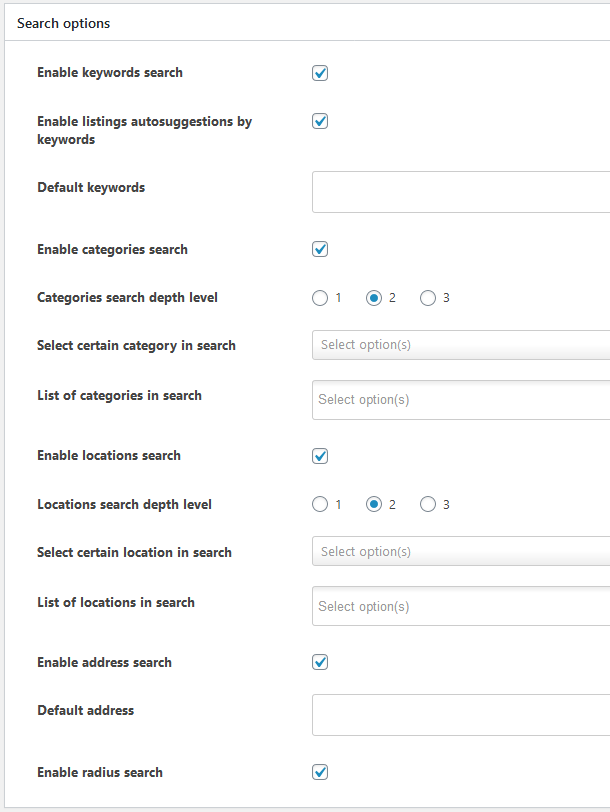 Search options
Enable keywords search
Enable listings autosuggestions by
keywords
Default keywords
Enable categories search
Categories search depth level 1 2 3
Select certain category in search Select option(s)
List of categories in search Select option(s)
Enable locations search
Locations search depth level 1 2 3
Select certain location in search Select option(s)
List of locations in search Select option(s)
Enable address search
Default address
Enable radius search